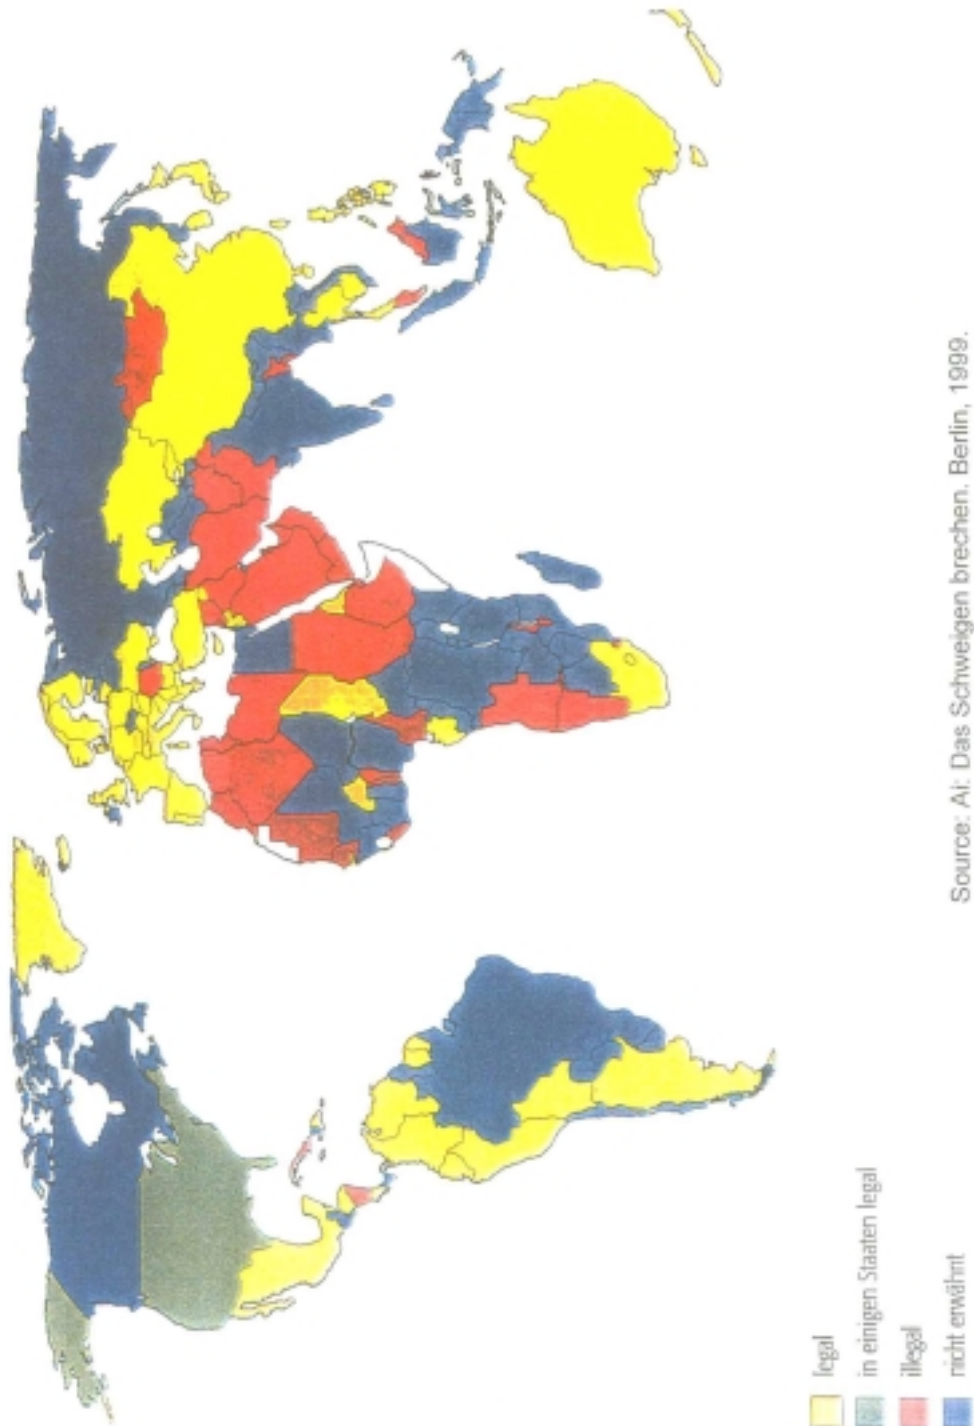 legal
in einigen Staaten legal
illegal
nicht erwähnt
Source: AI: Das Schweigen brechen. Berlin, 1999.